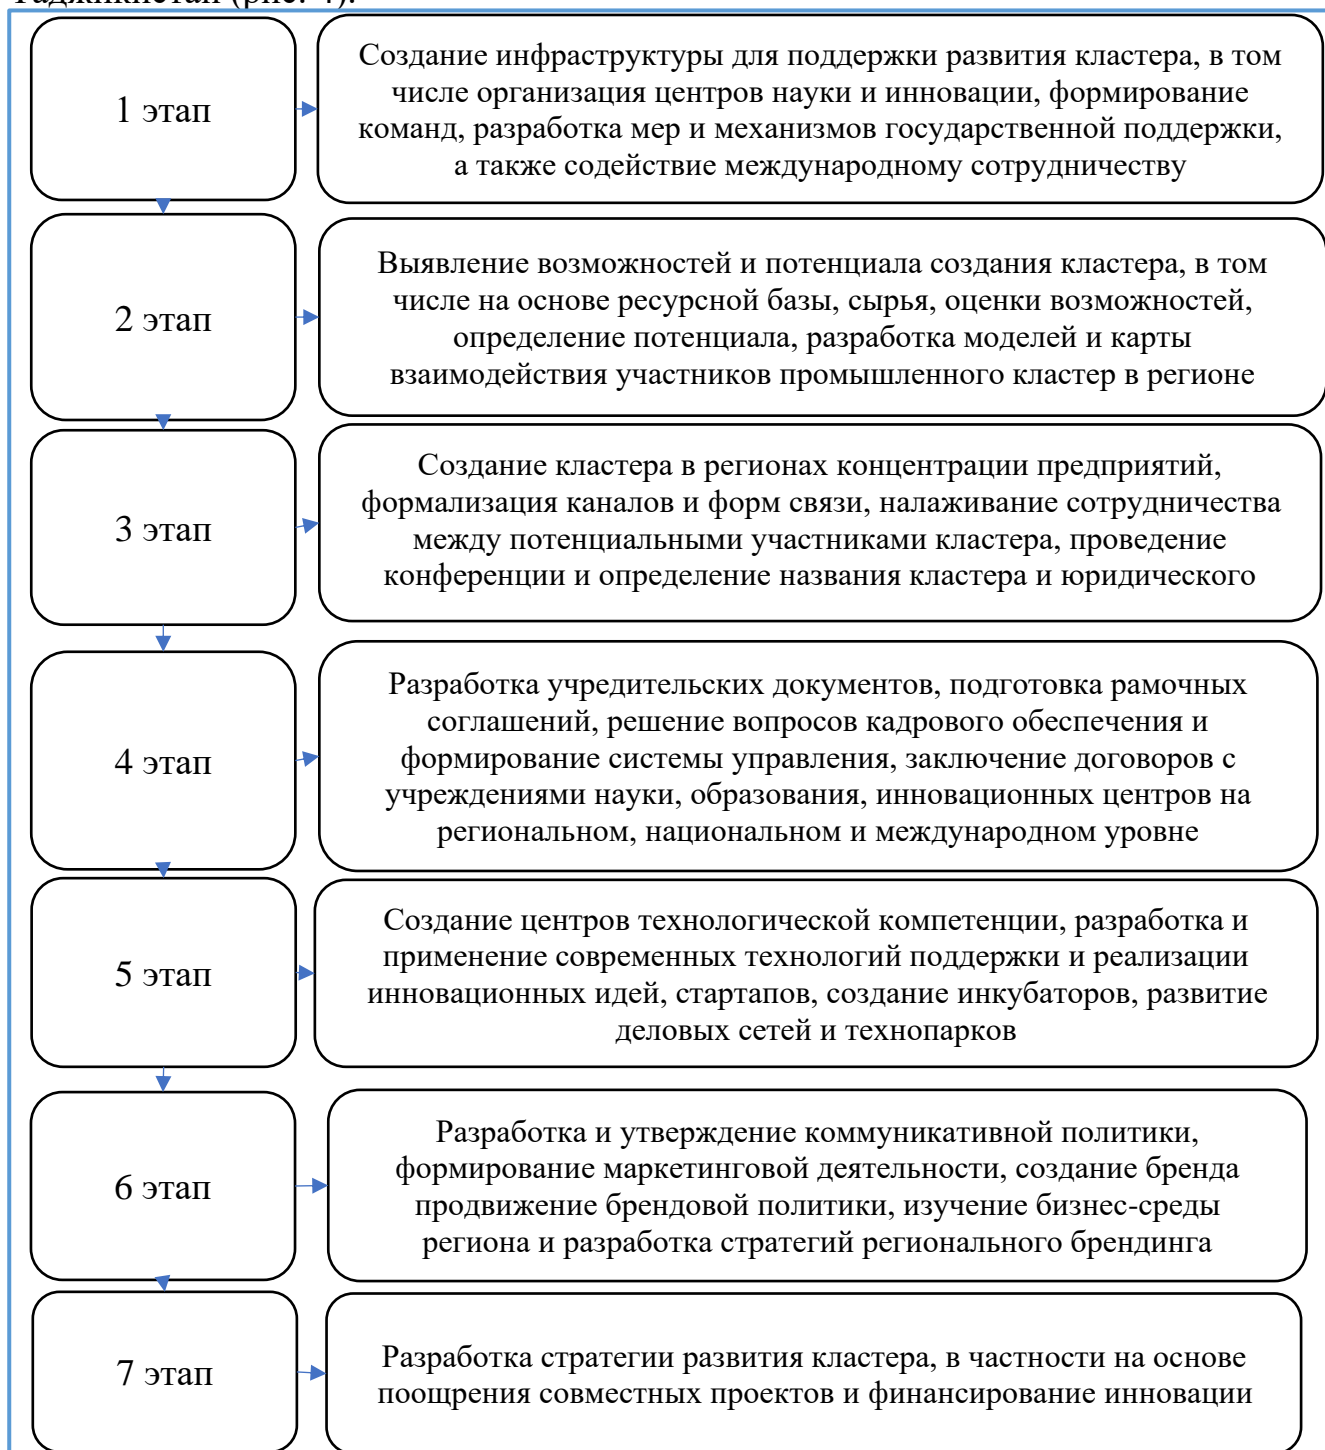 Таджикистан (рис. 4).
1 этап
Создание инфраструктуры для поддержки развития кластера, в том
числе организация центров науки и инновации, формирование
команд, разработка мер и механизмов государственной поддержки,
а также содействие международному сотрудничеству
2 этап
Выявление возможностей и потенциала создания кластера, в том
числе на основе ресурсной базы, сырья, оценки возможностей,
определение потенциала, разработка моделей и карты
взаимодействия участников промышленного кластер в регионе
3 этап
Создание кластера в регионах концентрации предприятий,
формализация каналов и форм связи, налаживание сотрудничества
между потенциальными участниками кластера, проведение
конференции и определение названия кластера и юридического
4 этап
Разработка учредительских документов, подготовка рамочных
соглашений, решение вопросов кадрового обеспечения и
формирование системы управления, заключение договоров с
учреждениями науки, образования, инновационных центров на
региональном, национальном и международном уровне
5 этап
Создание центров технологической компетенции, разработка и
применение современных технологий поддержки и реализации
инновационных идей, стартапов, создание инкубаторов, развитие
деловых сетей и технопарков
6 этап
Разработка и утверждение коммуникативной политики,
формирование маркетинговой деятельности, создание бренда
продвижение брендовой политики, изучение бизнес-среды
региона и разработка стратегий регионального брендинга
7 этап
Разработка стратегии развития кластера, в частности на основе
поощрения совместных проектов и финансирование инновации